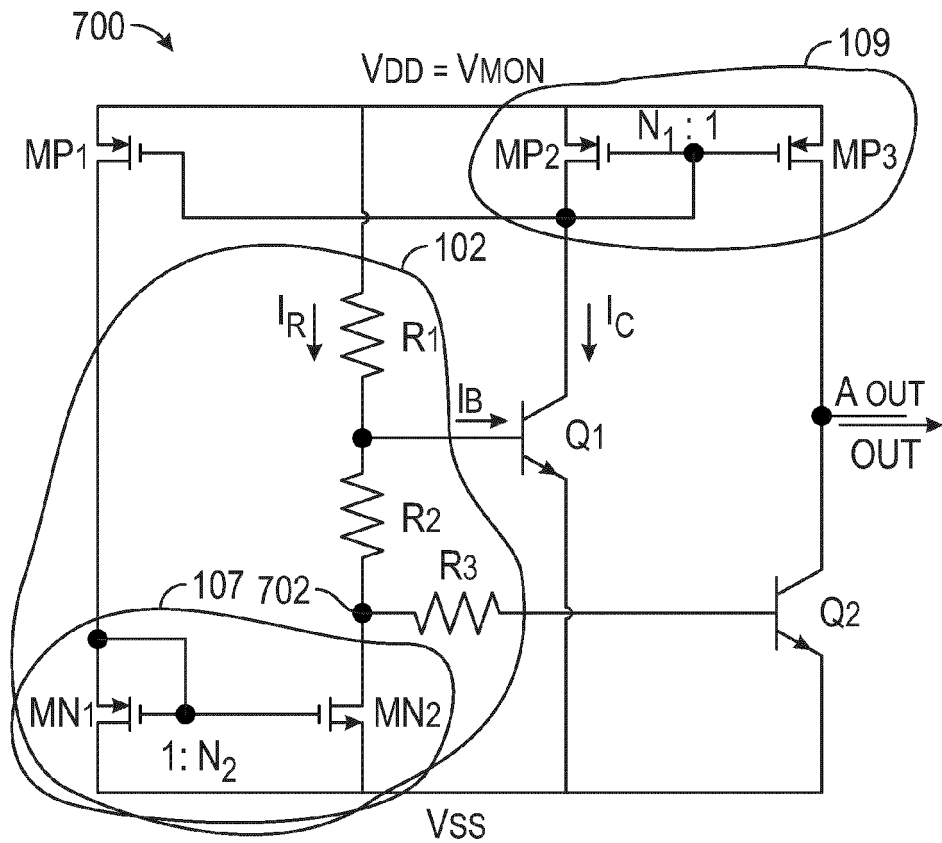 700
109
VDD = VMON
N1 : 1
MP1
MP2
MP3
102
IR
R1
IC
IB
Q1
A OUT
OUT
R2
R3
107
702
Q2
MN1
MN2
1: N2
VSS